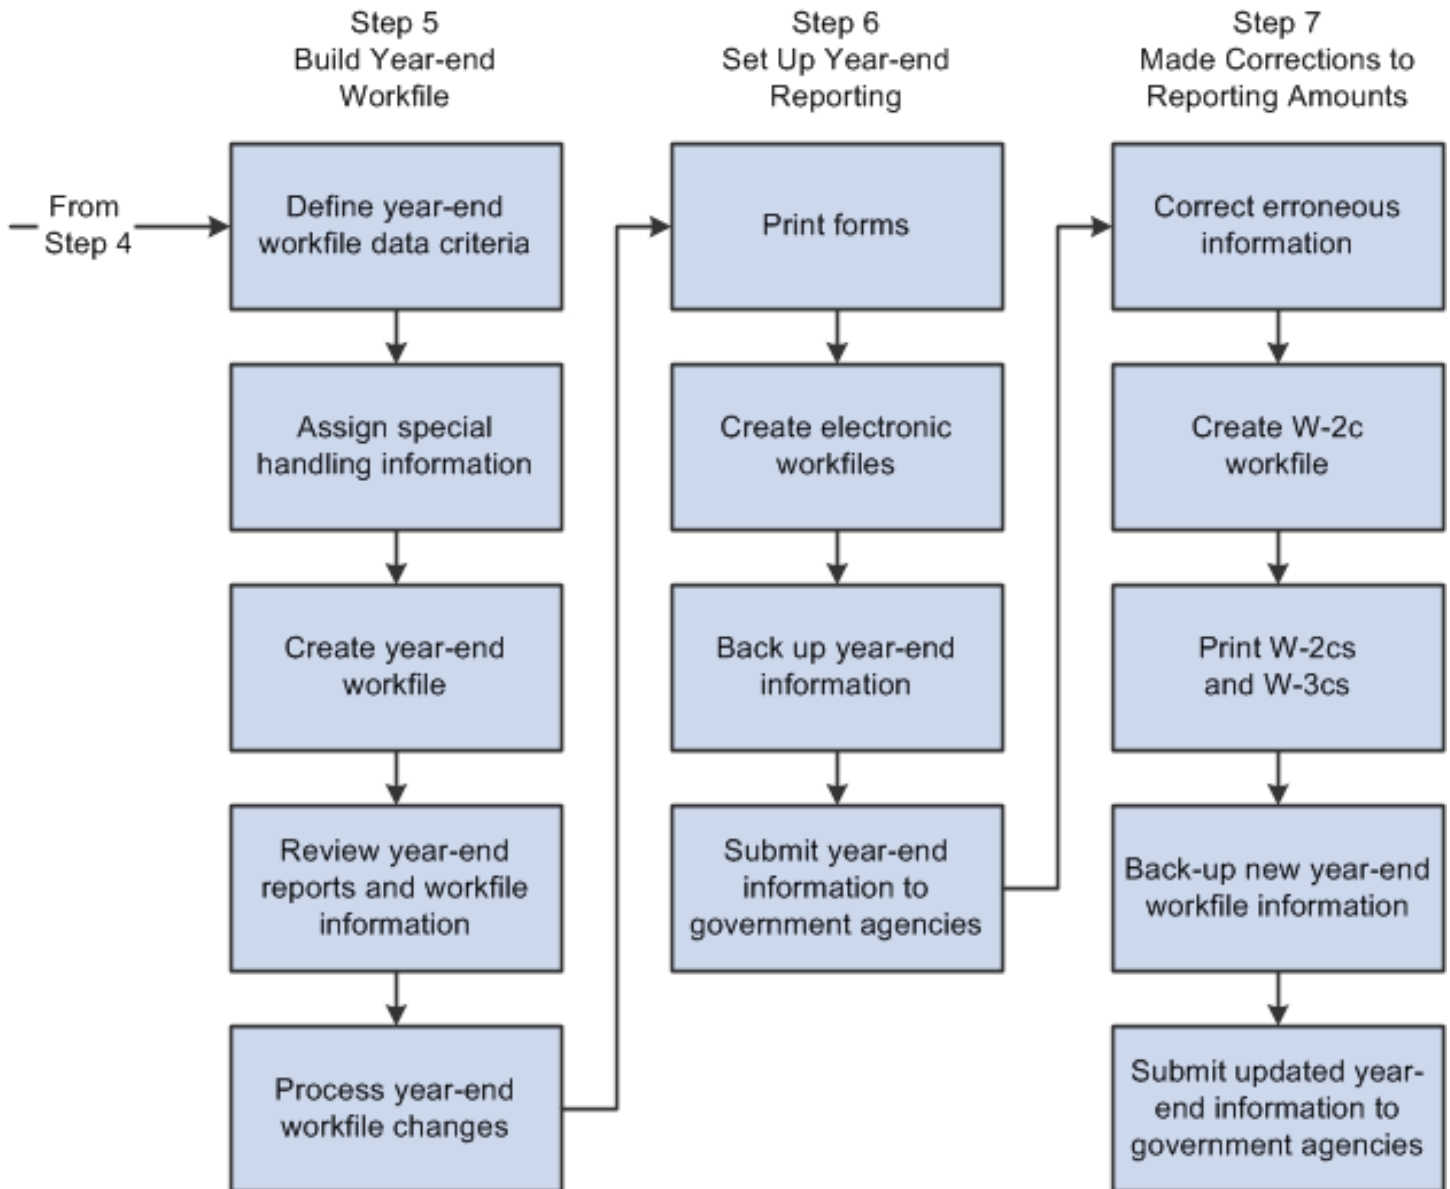 Step 5
Build Year-end
Workfile
From
Step 4
Define year-end
workfile data criteria
Assign special
handling information
Create year-end
workfile
Review year-end
reports and workfile
information
Process year-end
workfile changes
Step 6
Set Up Year-end
Reporting
Print forms
Create electronic
workfiles
Back up year-end
information
Submit year-end
information to
government agencies
Step 7
Made Corrections to
Reporting Amounts
Correct erroneous
information
Create W-2c
workfile
Print W-2cs
and W-3cs
Back-up new year-end
workfile information
Submit updated year-
end information to
government agencies